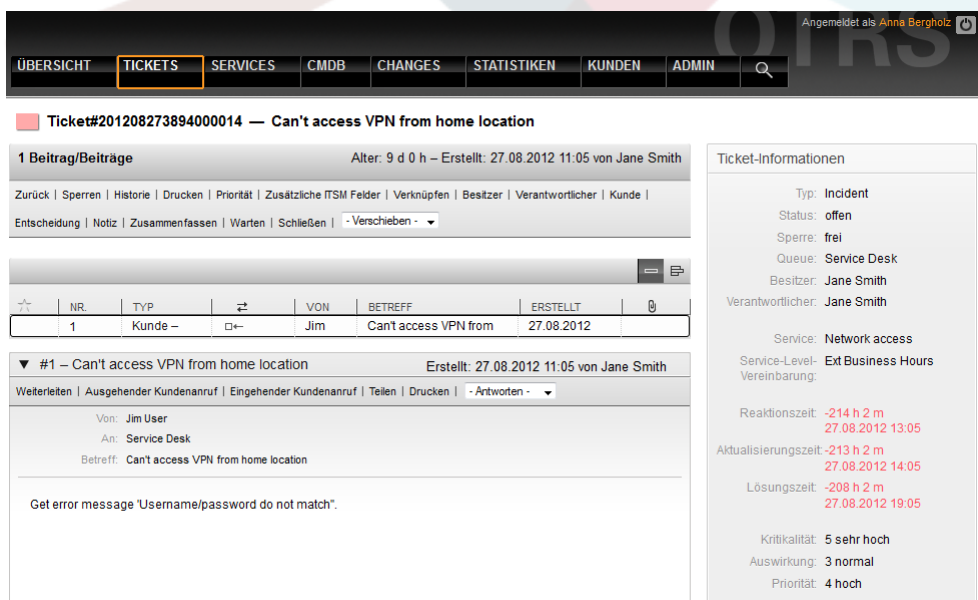 OTRS
Angemeldet als Anna Bergholz
ÜBERSICHT TICKETS SERVICES CMDB CHANGES STATISTIKEN KUNDEN ADMIN
Ticket#201208273894000014 — Can't access VPN from home location
1 Beitrag/Beiträge Alter: 9 d 0 h – Erstellt: 27.08.2012 11:05 von Jane Smith
Zurück | Sperren | Historie | Drucken | Priorität | Zusätzliche ITSM Felder | Verknüpfen | Besitzer | Verantwortlicher | Kunde |
Entscheidung | Notiz | Zusammenfassen | Warten | Schließen | - Verschieben -
NR. TYP VON BETREFF ERSTELLT
1 Kunde – Jim Can't access VPN from 27.08.2012
#1 – Can't access VPN from home location Erstellt: 27.08.2012 11:05 von Jane Smith
Weiterleiten | Ausgehender Kundenanruf | Eingehender Kundenanruf | Teilen | Drucken | - Antworten -
Von: Jim User
An: Service Desk
Betreff: Can't access VPN from home location
Get error message 'Username/password do not match".
Ticket-Informationen
Typ: Incident
Status: offen
Sperre: frei
Queue: Service Desk
Besitzer: Jane Smith
Verantwortlicher: Jane Smith
Service: Network access
Service-Level- Ext Business Hours
Vereinbarung:
Reaktionszeit: -214 h 2 m
27.08.2012 13:05
Aktualisierungszeit: -213 h 2 m
27.08.2012 14:05
Lösungszeit: -208 h 2 m
27.08.2012 19:05
Kritikalität: 5 sehr hoch
Auswirkung: 3 normal
Priorität: 4 hoch